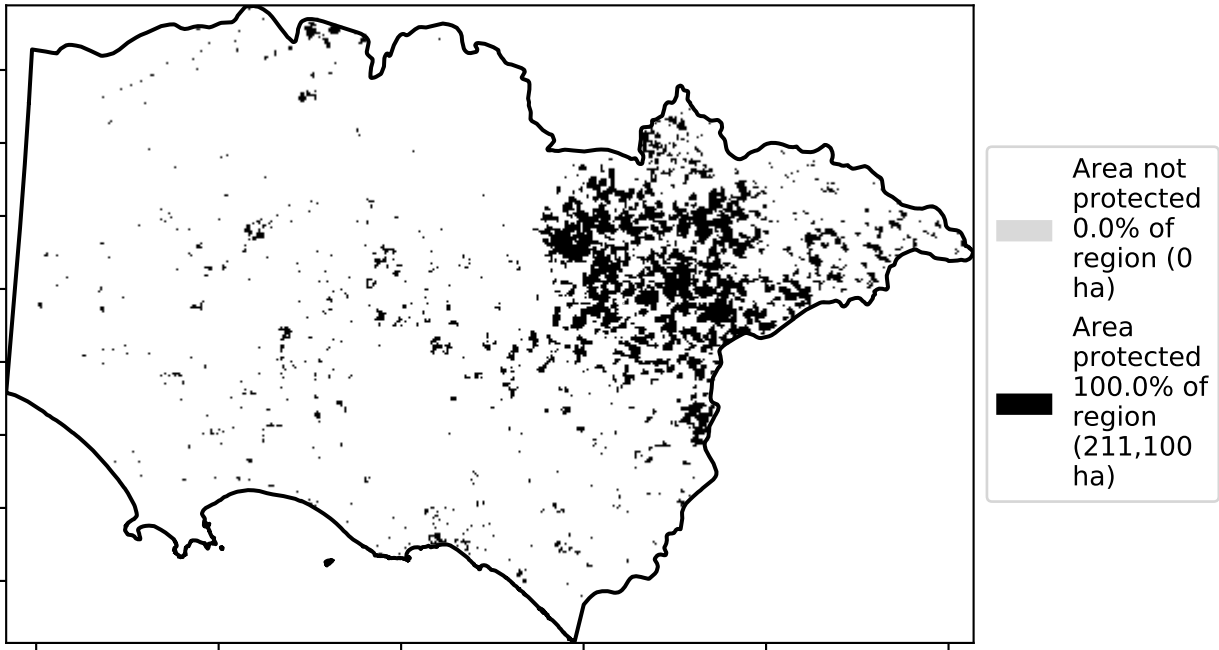 Area not
protected
0.0% of
region (0
ha)
Area
protected
100.0% of
region
(211,100
ha)